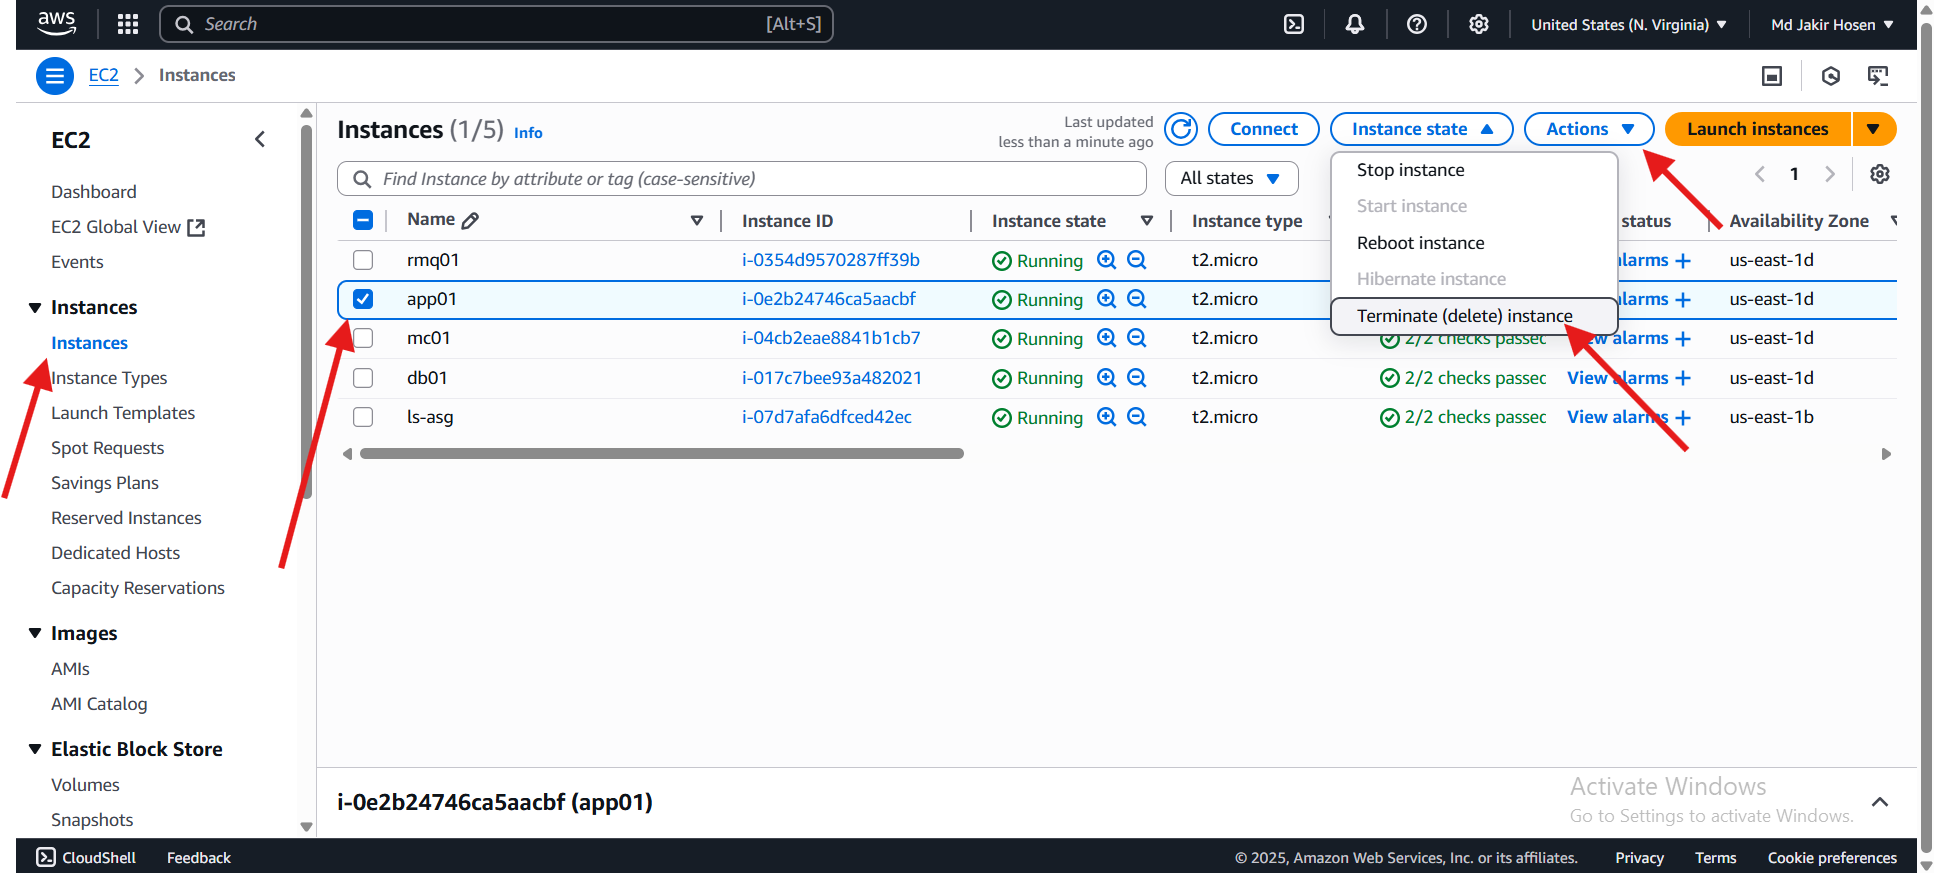 aws
Search [Alt+S]
United States (N. Virginia)
Md Jakir Hosen
EC2 Instances
EC2
Dashboard
EC2 Global View
Events
Instances
Instances
Instance Types
Launch Templates
Spot Requests
Savings Plans
Reserved Instances
Dedicated Hosts
Capacity Reservations
Images
AMIs
AMI Catalog
Elastic Block Store
Volumes
Snapshots
Instances (1/5) Info
Last updated
less than a minute ago
Connect
Instance state
Actions
Launch instances
Find Instance by attribute or tag (case-sensitive)
All states
1
Stop instance
Start instance
Reboot instance
Hibernate instance
Terminate (delete) instance
Name Instance ID Instance state Instance type status Availability Zone
rmq01 i-0354d9570287ff39b Running t2.micro larms us-east-1d
app01 i-0e2b24746ca5aacbf Running t2.micro larms us-east-1d
mc01 i-04cb2eae8841b1cb7 Running t2.micro 2/2 checks passed alarms us-east-1d
db01 i-017c7bee93a482021 Running t2.micro 2/2 checks passed View alarms us-east-1d
ls-asg i-07d7afa6dfced42ec Running t2.micro 2/2 checks passed View alarms us-east-1b
i-0e2b24746ca5aacbf (app01)
Activate Windows
Go to Settings to activate Windows.
CloudShell Feedback
© 2025, Amazon Web Services, Inc. or its affiliates. Privacy Terms Cookie preferences